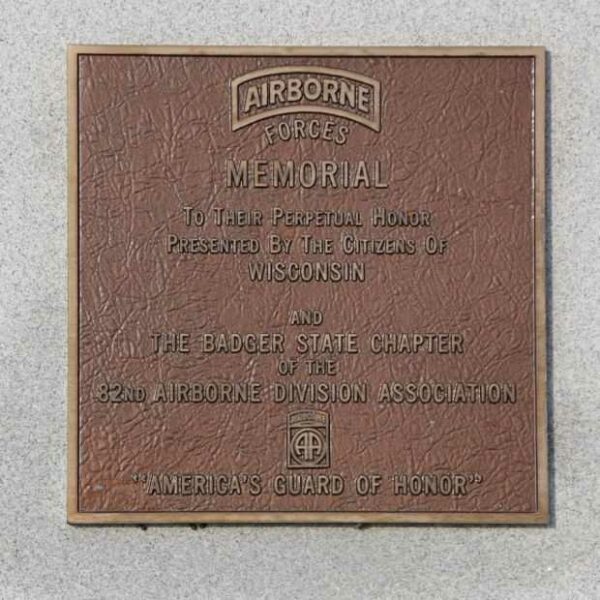 AIRBORNE
FORCES
MEMORIAL
TO THEIR PERPETUAL HONOR
PRESENTED BY THE CITIZENS OF
WISCONSIN
AND
THE BADGER STATE CHAPTER
OF THE
82ND AIRBORNE DIVISION ASSOCIATION
AIRBORNE
AA
"AMERICA'S GUARD OF HONOR"